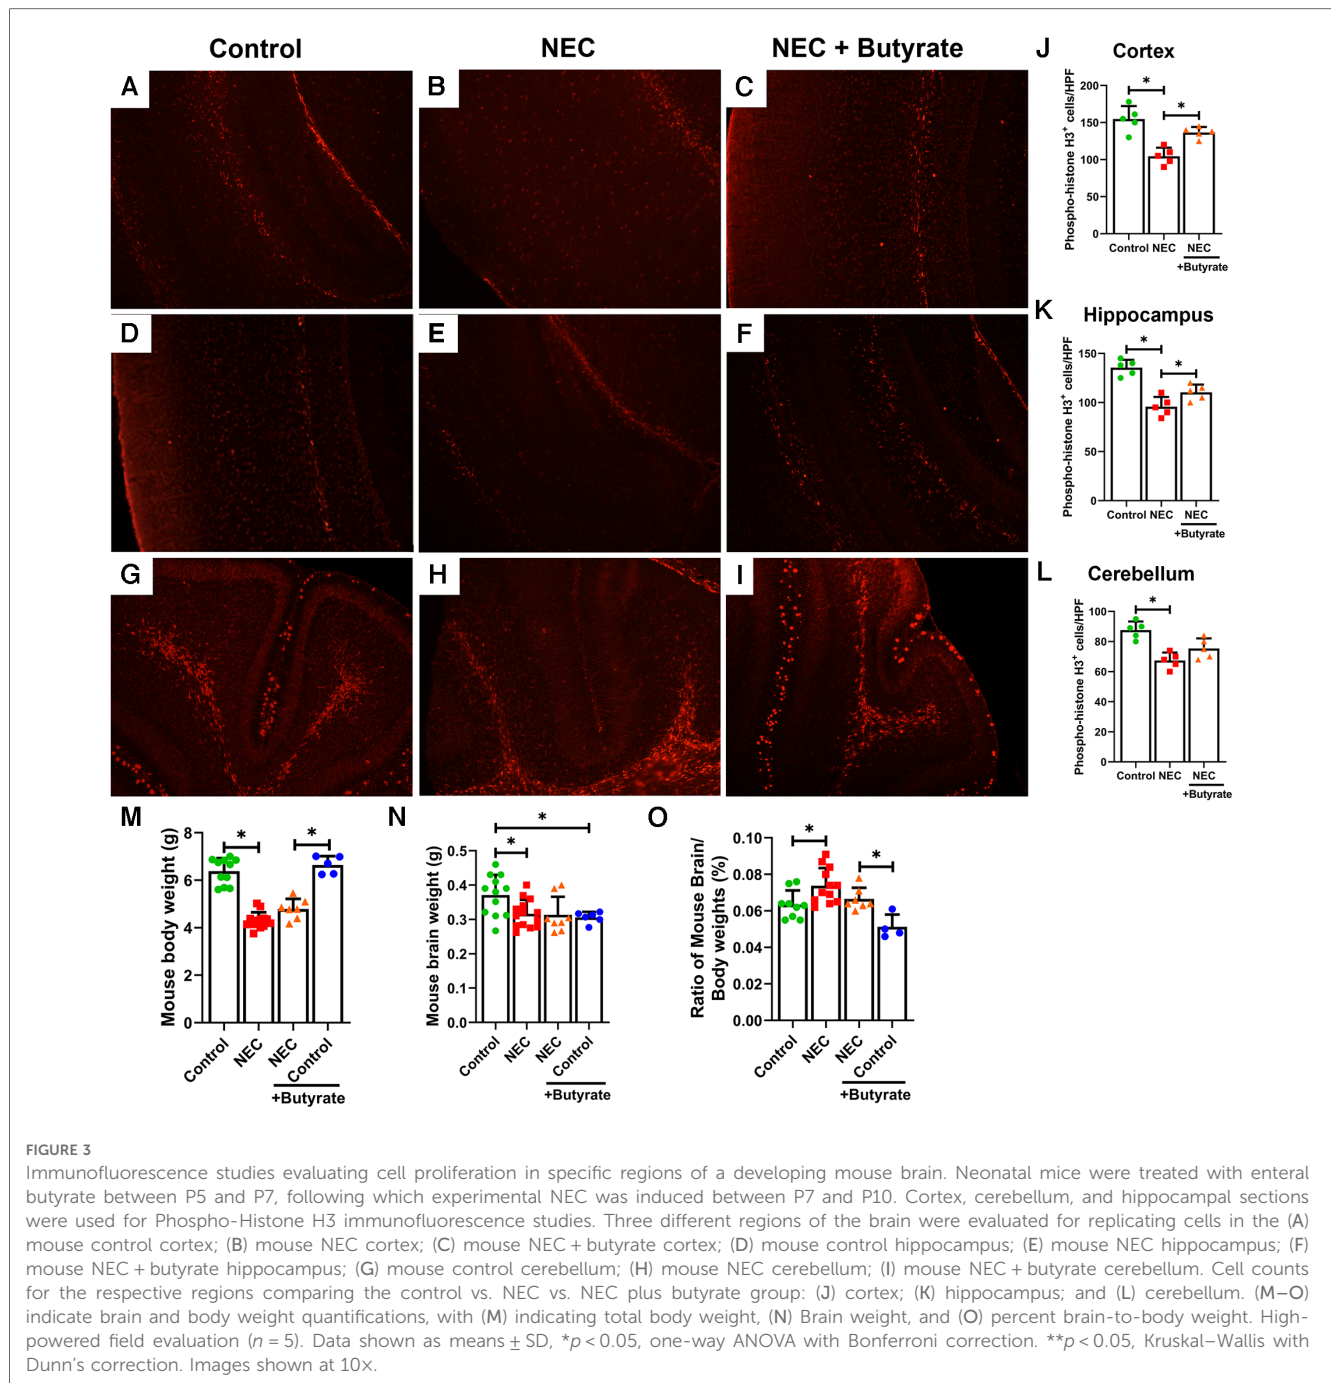 Control
NEC
NEC + Butyrate
A
B
C
D
E
F
G
H
I
J
Cortex
Phospho-histone H3+ cells/HPF
200
150
100
50
0
*
*
Control NEC NEC
+Butyrate
K
Hippocampus
Phospho-histone H3+ cells/HPF
150
100
50
0
*
*
Control NEC NEC
+Butyrate
L
Cerebellum
Phospho-histone H3+ cells/HPF
100
80
60
40
20
0
*
Control NEC NEC
+Butyrate
M
Mouse body weight (g)
8
6
4
2
0
*
*
Control
NEC
NEC
Control
+Butyrate
N
Mouse brain weight (g)
0.5
0.4
0.3
0.2
0.1
0.0
*
*
Control
NEC
NEC
Control
+Butyrate
O
Ratio of Mouse Brain/
Body weights (%)
0.10
0.08
0.06
0.04
0.02
0.00
*
*
Control
NEC
NEC
Control
+Butyrate
FIGURE 3
Immunofluorescence studies evaluating cell proliferation in specific regions of a developing mouse brain. Neonatal mice were treated with enteral
butyrate between P5 and P7, following which experimental NEC was induced between P7 and P10. Cortex, cerebellum, and hippocampal sections
were used for Phospho-Histone H3 immunofluorescence studies. Three different regions of the brain were evaluated for replicating cells in the (A)
mouse control cortex; (B) mouse NEC cortex; (C) mouse NEC + butyrate cortex; (D) mouse control hippocampus; (E) mouse NEC hippocampus; (F)
mouse NEC + butyrate hippocampus; (G) mouse control cerebellum; (H) mouse NEC cerebellum; (I) mouse NEC + butyrate cerebellum. Cell counts
for the respective regions comparing the control vs. NEC vs. NEC plus butyrate group: (J) cortex; (K) hippocampus; and (L) cerebellum. (M–O)
indicate brain and body weight quantifications, with (M) indicating total body weight, (N) Brain weight, and (O) percent brain-to-body weight. High-
powered field evaluation (n = 5). Data shown as means ± SD, *p < 0.05, one-way ANOVA with Bonferroni correction. **p < 0.05, Kruskal–Wallis with
Dunn's correction. Images shown at 10×.